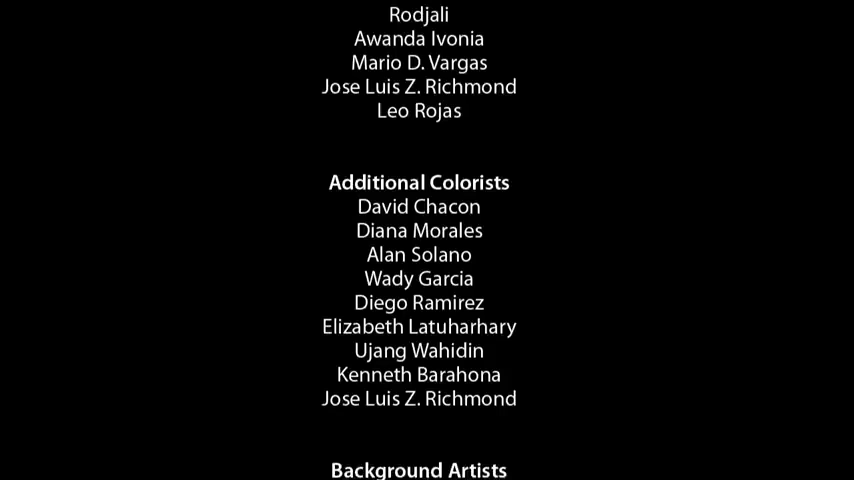 Rodjali
Awanda Ivonia
Mario D. Vargas
Jose Luis Z. Richmond
Leo Rojas
Additional Colorists
David Chacon
Diana Morales
Alan Solano
Wady Garcia
Diego Ramirez
Elizabeth Latuharhary
Ujang Wahidin
Kenneth Barahona
Jose Luis Z. Richmond
Background Artists